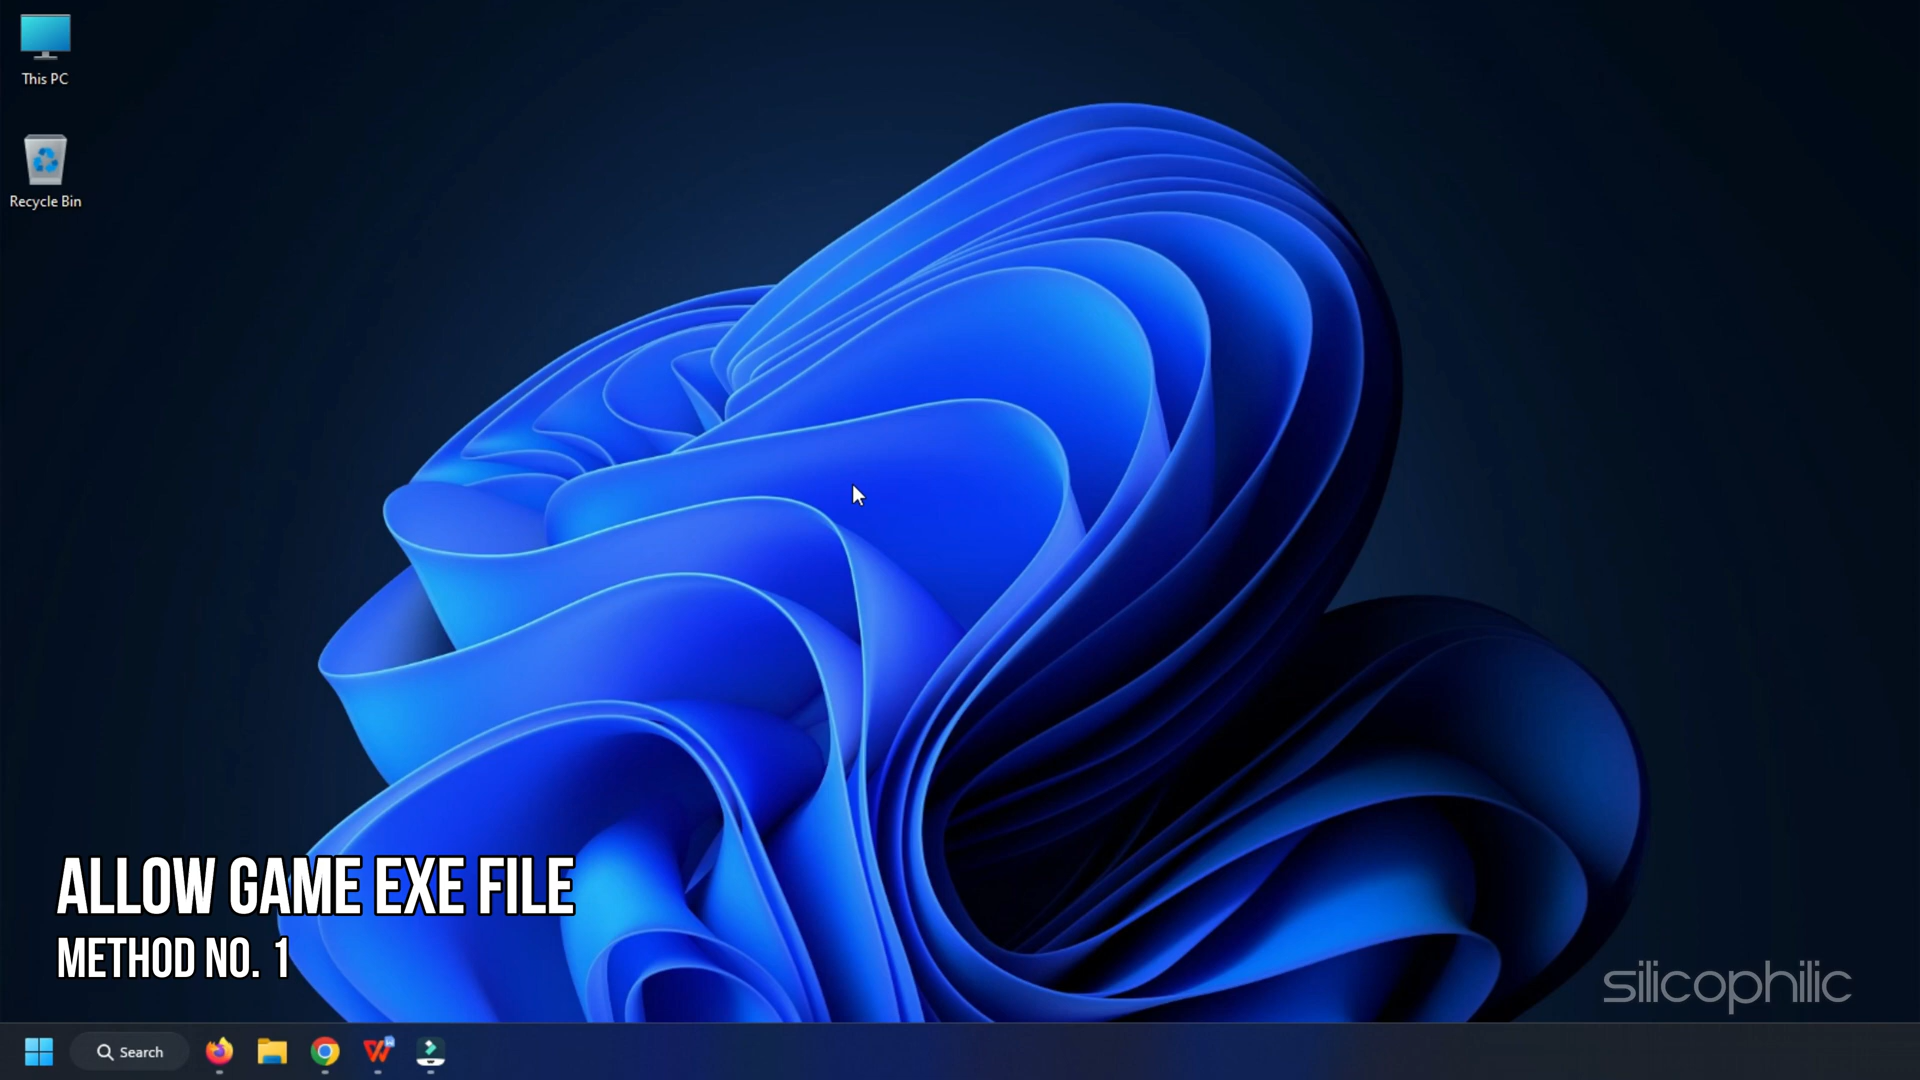 This PC
Recycle Bin
ALLOW GAME EXE FILE
METHOD NO. 1
silicophilic
Search